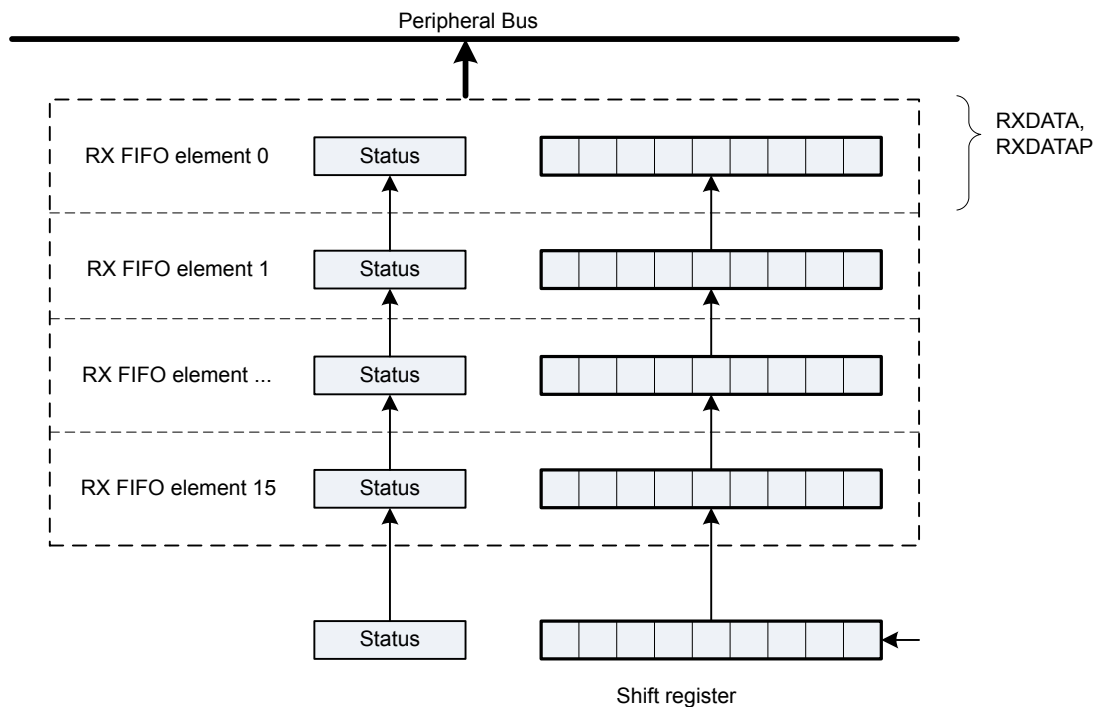 Peripheral Bus
RX FIFO element 0
Status
RXDATA,
RXDATAP
RX FIFO element 1
Status
RX FIFO element ...
Status
RX FIFO element 15
Status
Status
Shift register